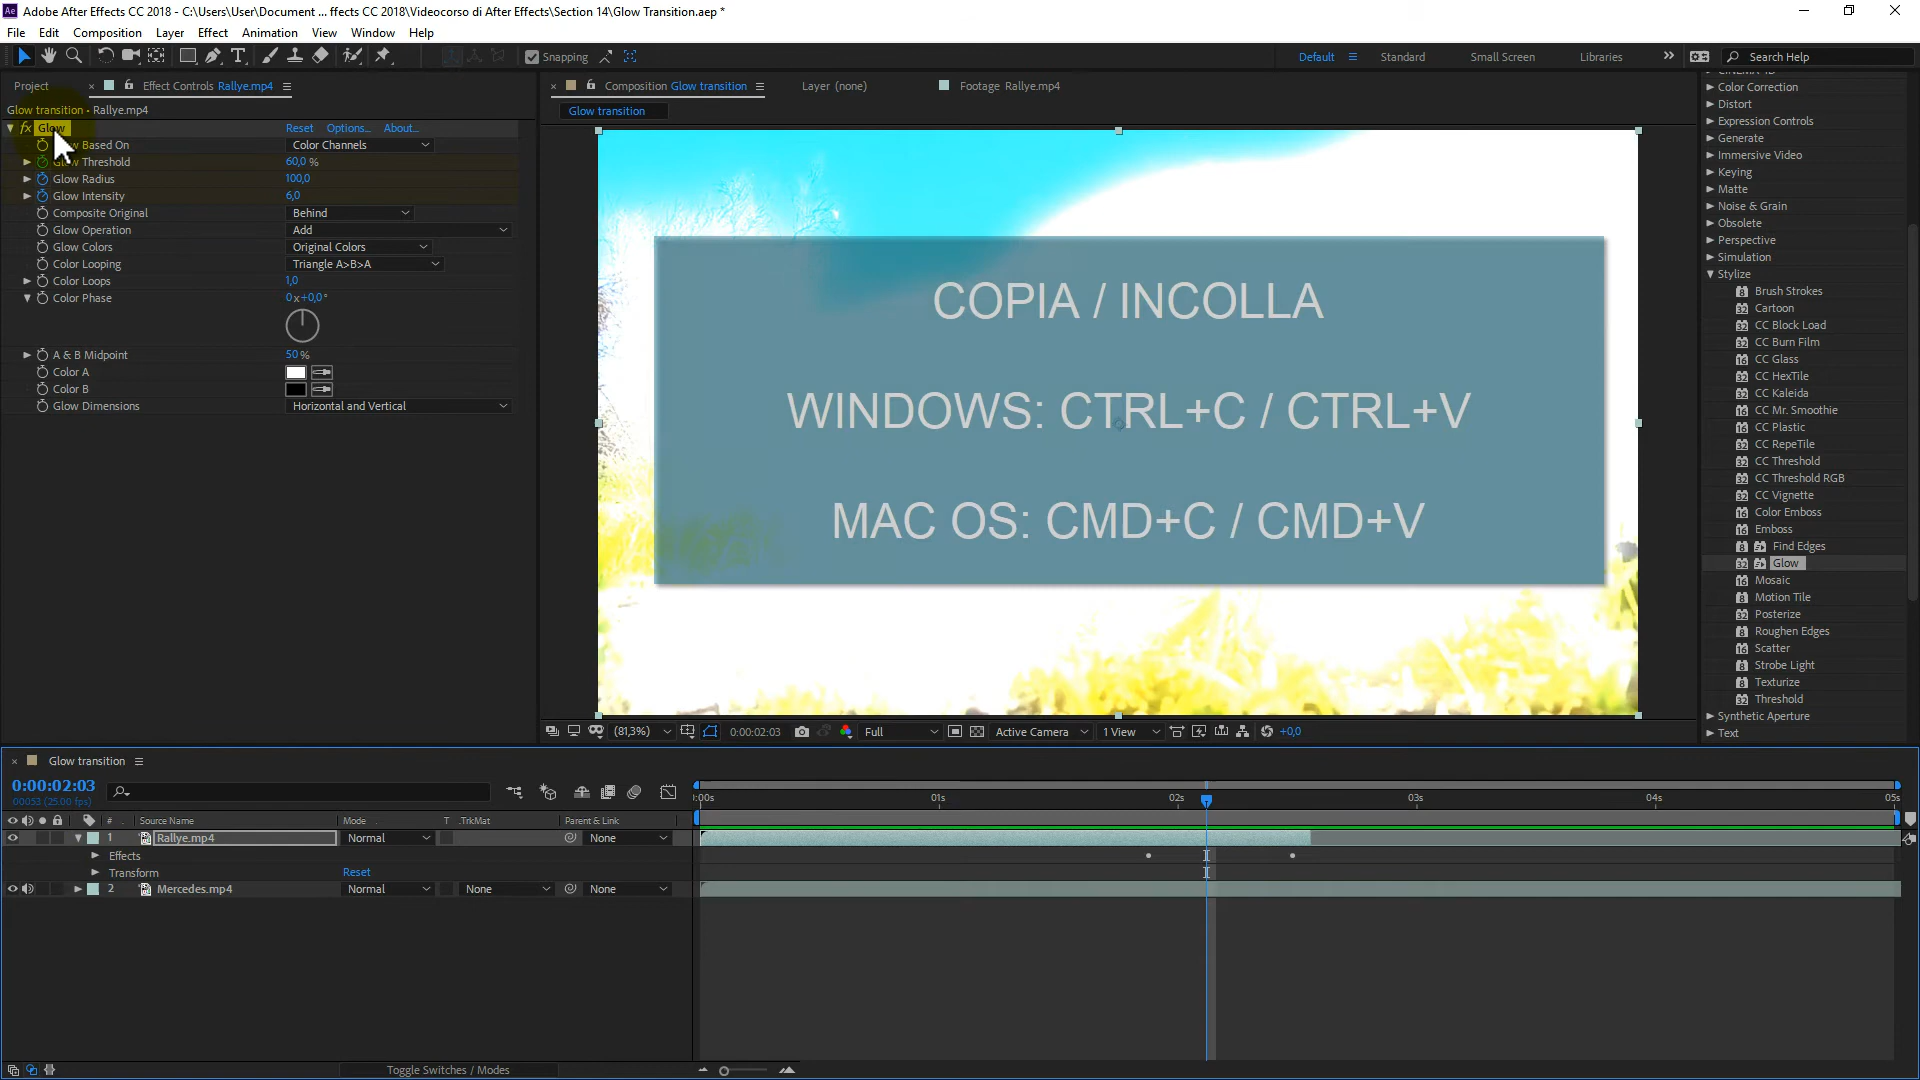 Adobe After Effects CC 2018 - C:\Users\User\Document ... ffects CC 2018\Videocorso di After Effects\Section 14\Glow Transition.aep *
File Edit Composition Layer Effect Animation View Window Help
Snapping Default Standard Small Screen Libraries Search Help
Project Effect Controls Rallye.mp4
Glow transition • Rallye.mp4
fx Glow Reset Options... About...
Based On Color Channels
Threshold 60,0 %
Glow Radius 100,0
Glow Intensity 6,0
Composite Original Behind
Glow Operation Add
Glow Colors Original Colors
Color Looping Triangle A>B>A
Color Loops 1,0
Color Phase 0x+0,0°
A & B Midpoint 50 %
Color A
Color B
Glow Dimensions Horizontal and Vertical
Composition Glow transition Layer (none) Footage Rallye.mp4
Glow transition
COPIA / INCOLLA
WINDOWS: CTRL+C / CTRL+V
MAC OS: CMD+C / CMD+V
(81,3%) 0:00:02:03 Full Active Camera 1 View +0,0
Color Correction
Distort
Expression Controls
Generate
Immersive Video
Keying
Matte
Noise & Grain
Obsolete
Perspective
Simulation
Stylize
Brush Strokes
Cartoon
CC Block Load
CC Burn Film
CC Glass
CC HexTile
CC Kaleida
CC Mr. Smoothie
CC Plastic
CC RepeTile
CC Threshold
CC Threshold RGB
CC Vignette
Color Emboss
Emboss
Find Edges
Glow
Mosaic
Motion Tile
Posterize
Roughen Edges
Scatter
Strobe Light
Texturize
Threshold
Synthetic Aperture
Text
Glow transition
0:00:02:03
00053 (25.00 fps)
:00s 01s 02s 03s 04s 05s
# Source Name Mode T .TrkMat Parent & Link
1 Rallye.mp4 Normal None
Effects
Transform Reset
2 Mercedes.mp4 Normal None None
Toggle Switches / Modes